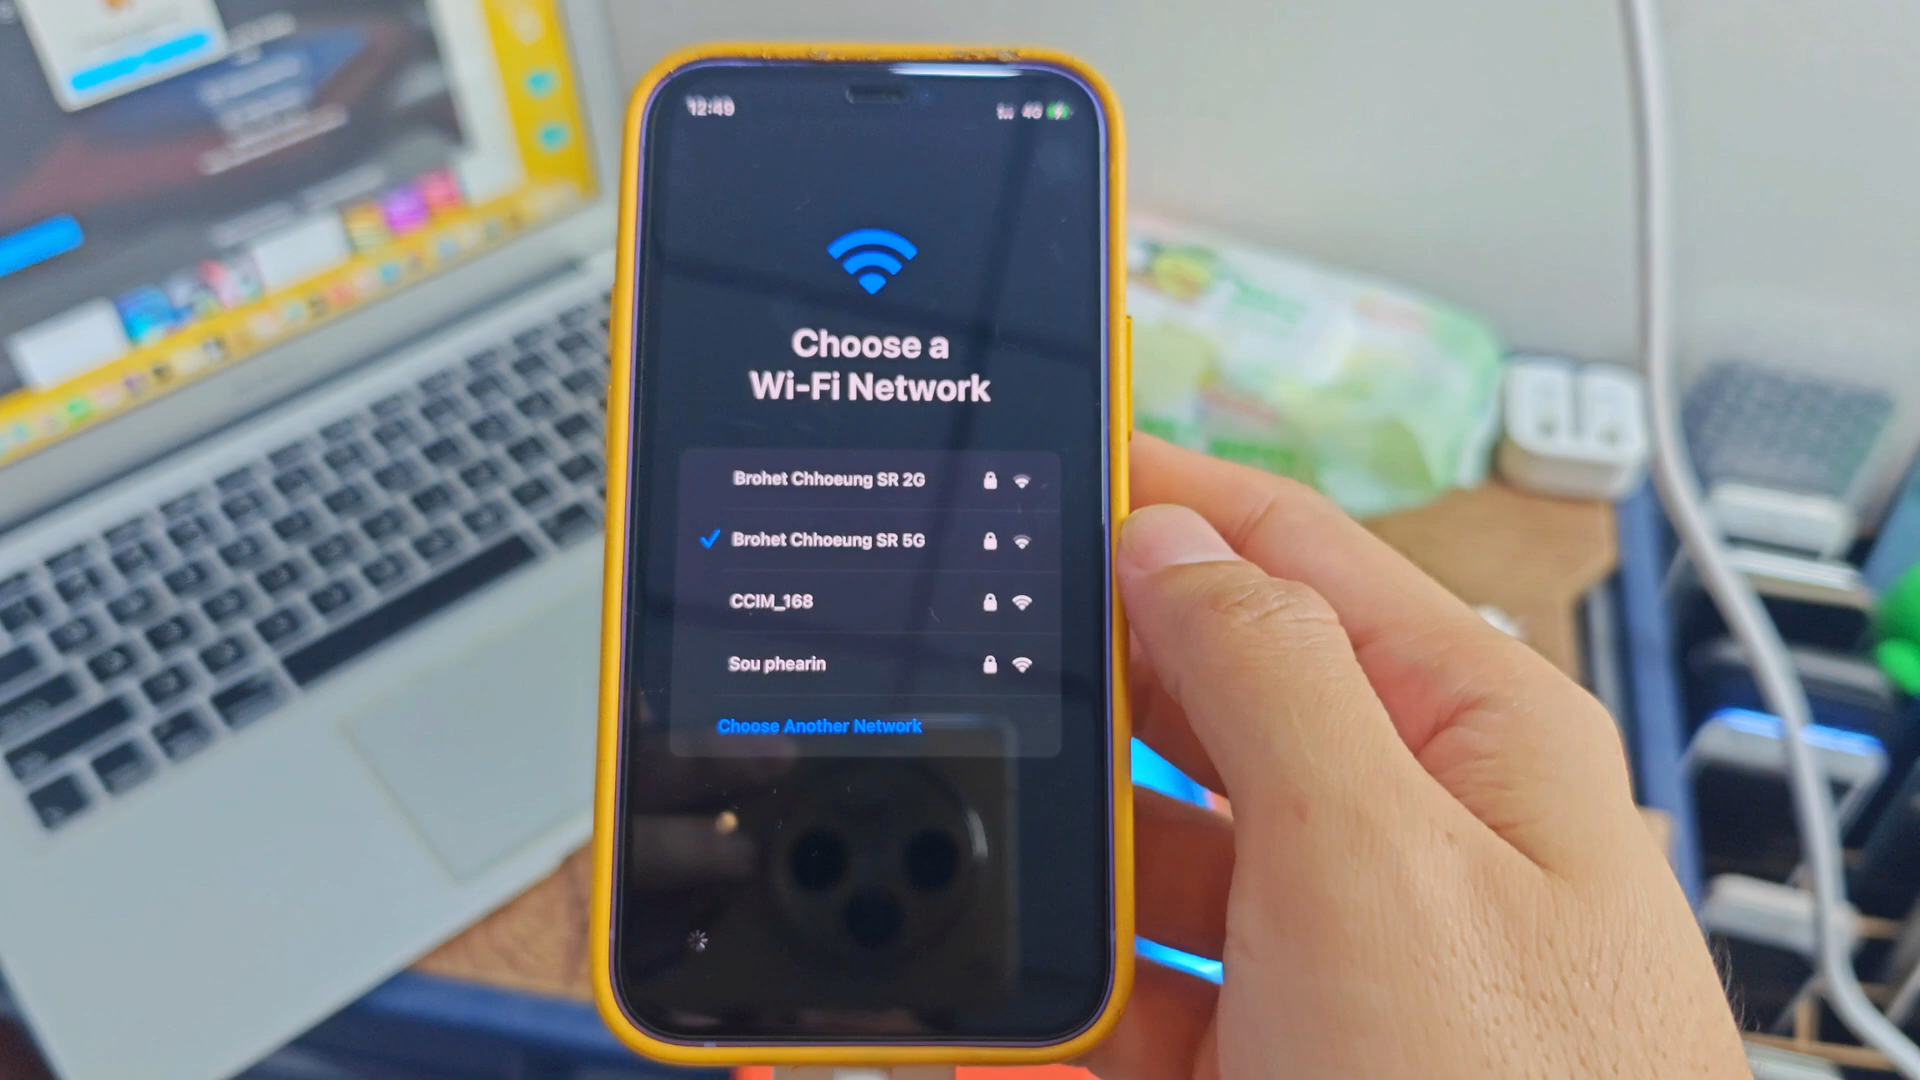 12:49
4G
Choose a
Wi-Fi Network
Brohet Chhoeung SR 2G
Brohet Chhoeung SR 5G
CCIM_168
Sou phearin
Choose Another Network